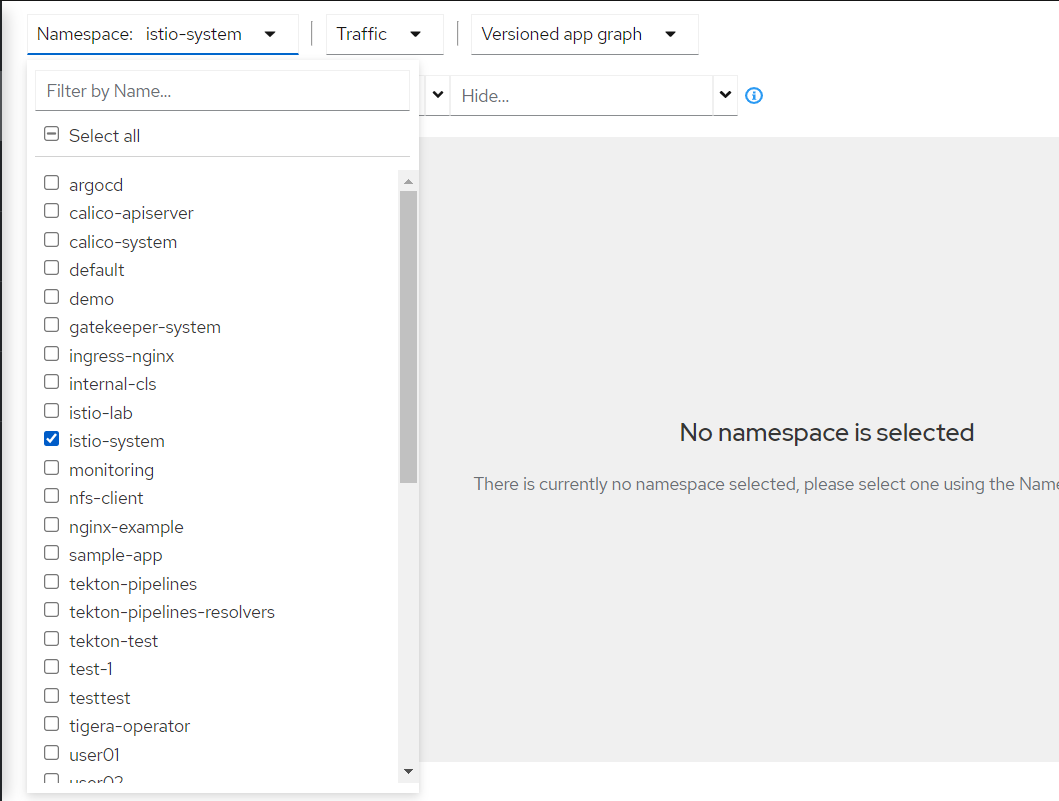 Namespace: istio-system
Traffic
Versioned app graph
Filter by Name...
Hide...
Select all
argocd
calico-apiserver
calico-system
default
demo
gatekeeper-system
ingress-nginx
internal-cls
istio-lab
istio-system
monitoring
nfs-client
nginx-example
sample-app
tekton-pipelines
tekton-pipelines-resolvers
tekton-test
test-1
testtest
tigera-operator
user01
user02
No namespace is selected
There is currently no namespace selected, please select one using the Name